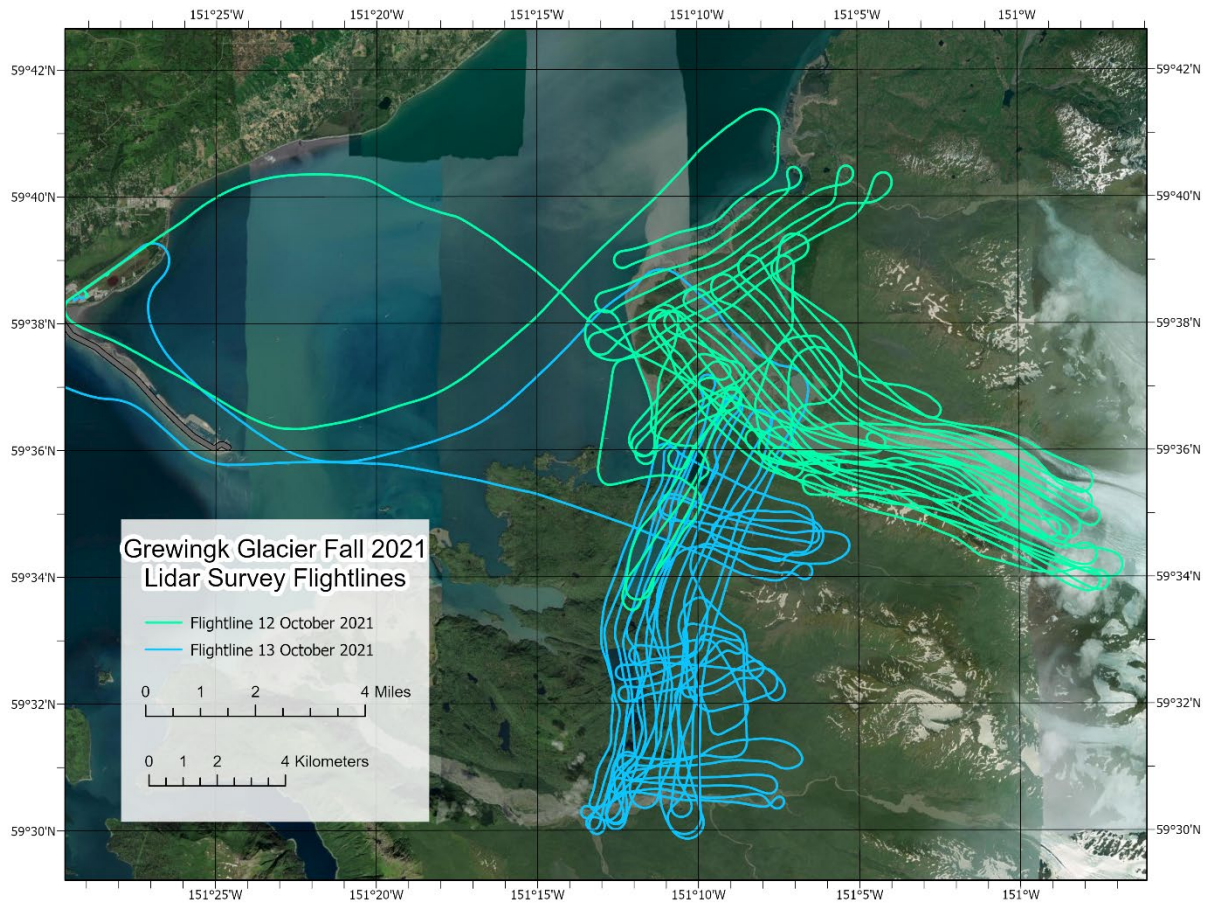 151°25'W 151°20'W 151°15'W 151°10'W 151°5'W 151°W
59°42'N 59°42'N
59°40'N 59°40'N
59°38'N 59°38'N
59°36'N 59°36'N
59°34'N 59°34'N
59°32'N 59°32'N
59°30'N 59°30'N
Grewingk Glacier Fall 2021
Lidar Survey Flightlines
Flightline 12 October 2021
Flightline 13 October 2021
0 1 2 4 Miles
0 1 2 4 Kilometers
151°25'W 151°20'W 151°15'W 151°10'W 151°5'W 151°W